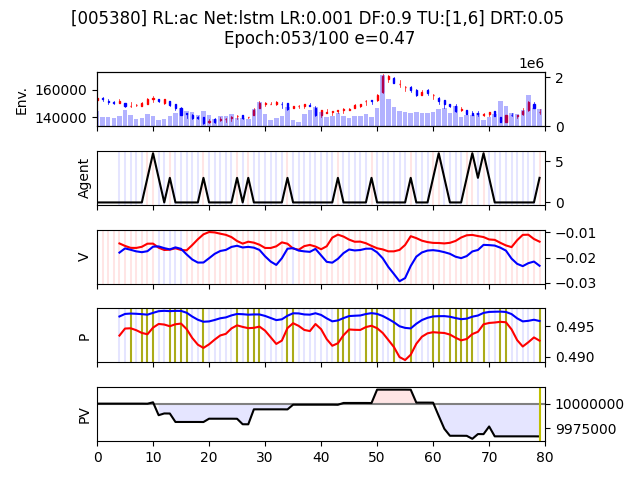 [005380] RL:ac Net:lstm LR:0.001 DF:0.9 TU:[1,6] DRT:0.05
Epoch:053/100 e=0.47
1e6
Env.
160000
140000
2
0
Agent
5
0
V
−0.01
−0.02
−0.03
P
0.495
0.490
PV
10000000
9975000
0 10 20 30 40 50 60 70 80